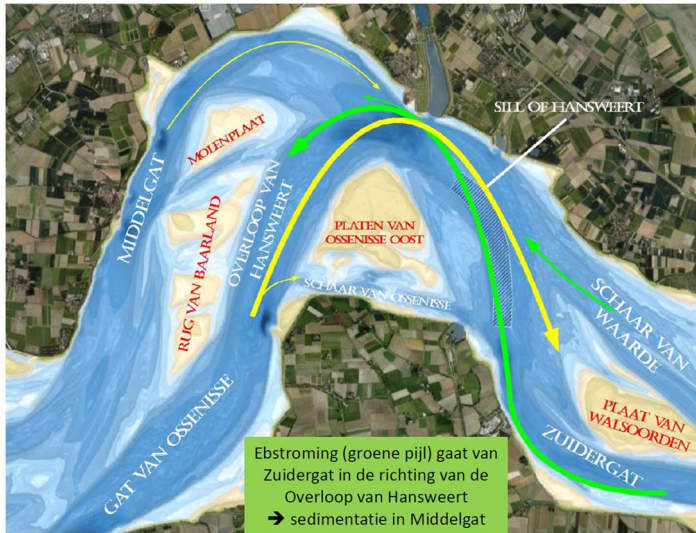 SILL OF HANSWEERT
MOLENPLAAT
MIDDELGAT
OVERLOOP VAN
HANSWEERT
RUG VAN BAARLAND
PLATEN VAN
OSSENISSE OOST
SCHAAR VAN OSSENISSE
SCHAAR VAN
WAARDE
GAT VAN OSSENISSE
PLAAT VAN
WALSOORDEN
ZUIDERGAT
Ebstroming (groene pijl) gaat van
Zuidergat in de richting van de
Overloop van Hansweert
➔ sedimentatie in Middelgat